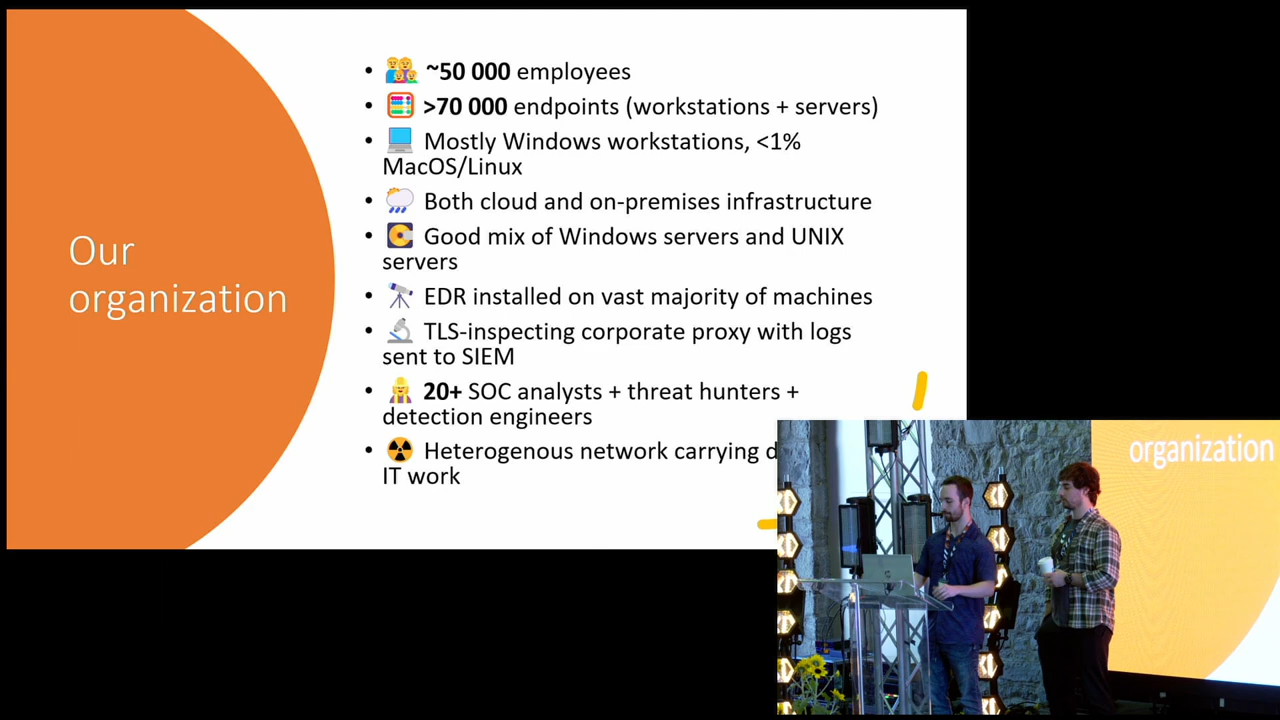 Our
organization
~50 000 employees
>70 000 endpoints (workstations + servers)
Mostly Windows workstations, <1%
MacOS/Linux
Both cloud and on-premises infrastructure
Good mix of Windows servers and UNIX
servers
EDR installed on vast majority of machines
TLS-inspecting corporate proxy with logs
sent to SIEM
20+ SOC analysts + threat hunters +
detection engineers
Heterogenous network carrying
IT work
organization